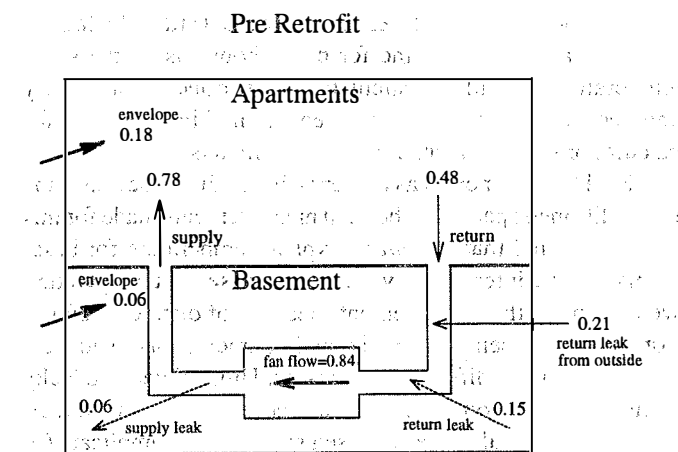 Pre Retrofit
Apartments
envelope
0.18
0.78
0.48
supply
return
envelope
0.06
Basement
0.21
return leak
from outside
fan flow=0.84
0.06
supply leak
return leak
0.15